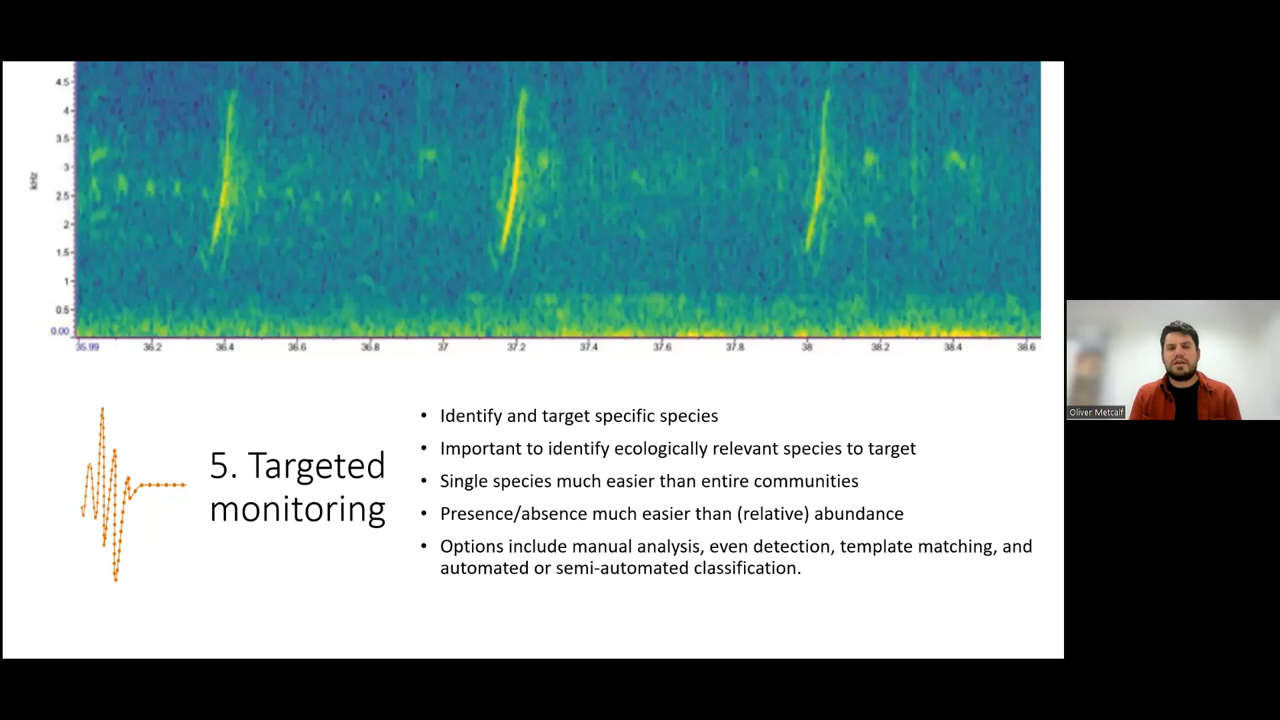 4.5
4
3.5
3
kHz
2.5
2
1.5
1
0.5
0.00
35.99 36.2 36.4 36.6 36.8 37 37.2 37.4 37.6 37.8 38 38.2 38.4 38.6
5. Targeted
monitoring
• Identify and target specific species
• Important to identify ecologically relevant species to target
• Single species much easier than entire communities
• Presence/absence much easier than (relative) abundance
• Options include manual analysis, even detection, template matching, and
automated or semi-automated classification.
Oliver Metcalf